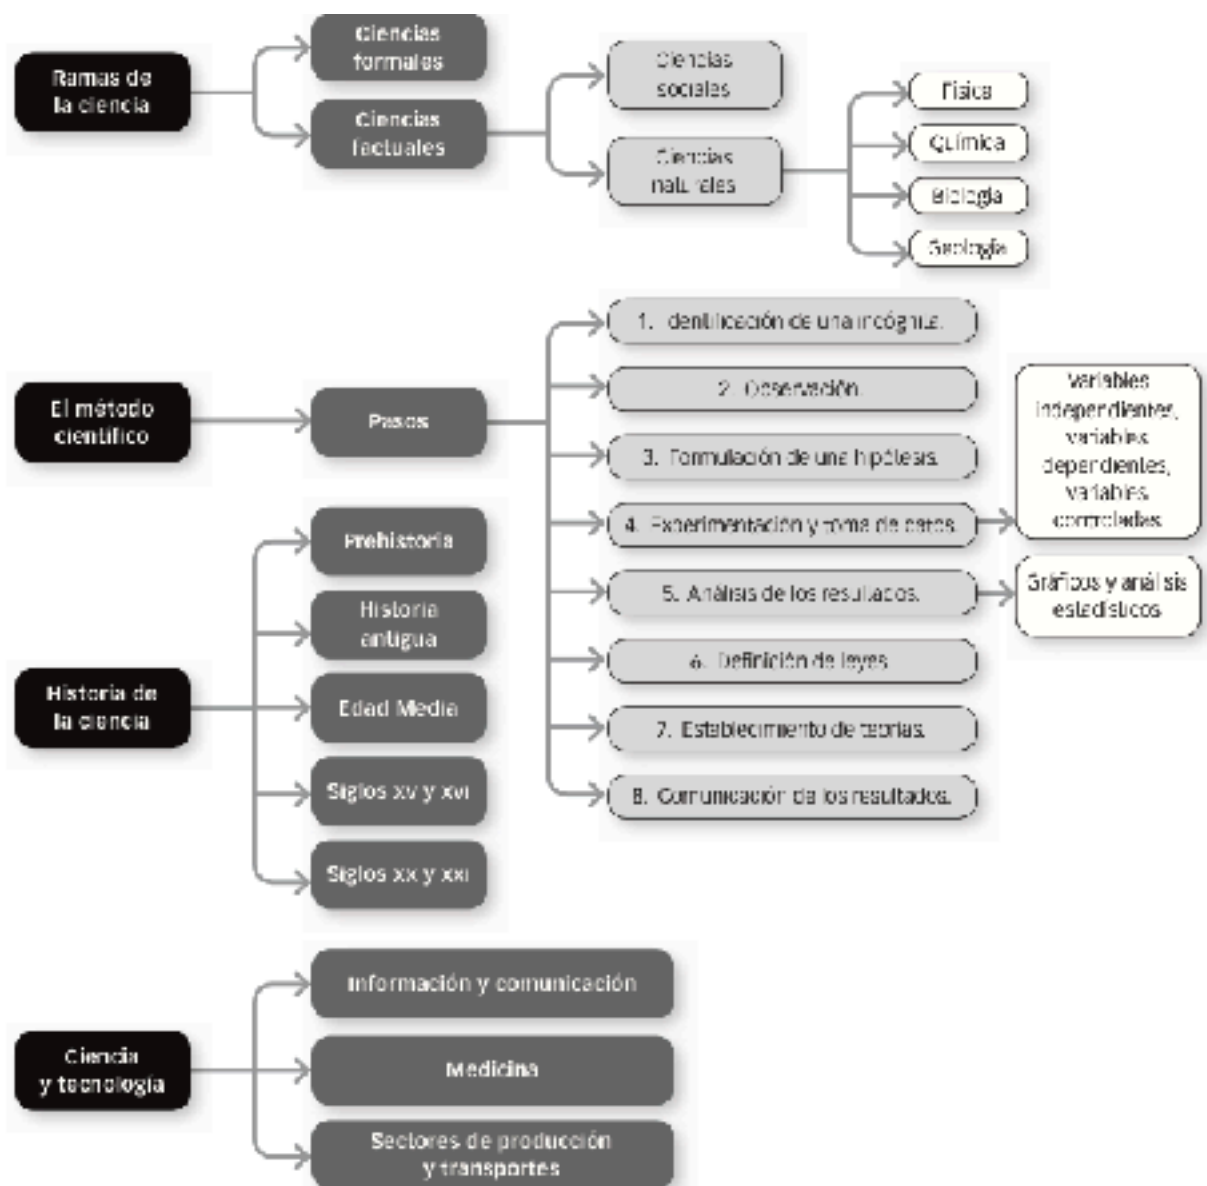 Ramas de
la ciencia
Ciencias
formales
Ciencias
factuales
Ciencias
sociales
Ciencias
naturales
Física
Química
Biología
Geología
El método
científico
Pasos
1. Identificación de una incógnita.
2. Observación.
3. Formulación de una hipótesis.
4. Experimentación y toma de datos.
5. Análisis de los resultados.
6. Definición de leyes
7. Establecimiento de teorías.
8. Comunicación de los resultados.
Variables
independientes,
variables
dependientes,
variables
controladas.
Gráficos y análisis
estadísticos
Historia de
la ciencia
Prehistoria
Historia
antigua
Edad Media
Siglos XV y XVI
Siglos XX y XXI
Ciencia
y tecnología
Información y comunicación
Medicina
Sectores de producción
y transportes